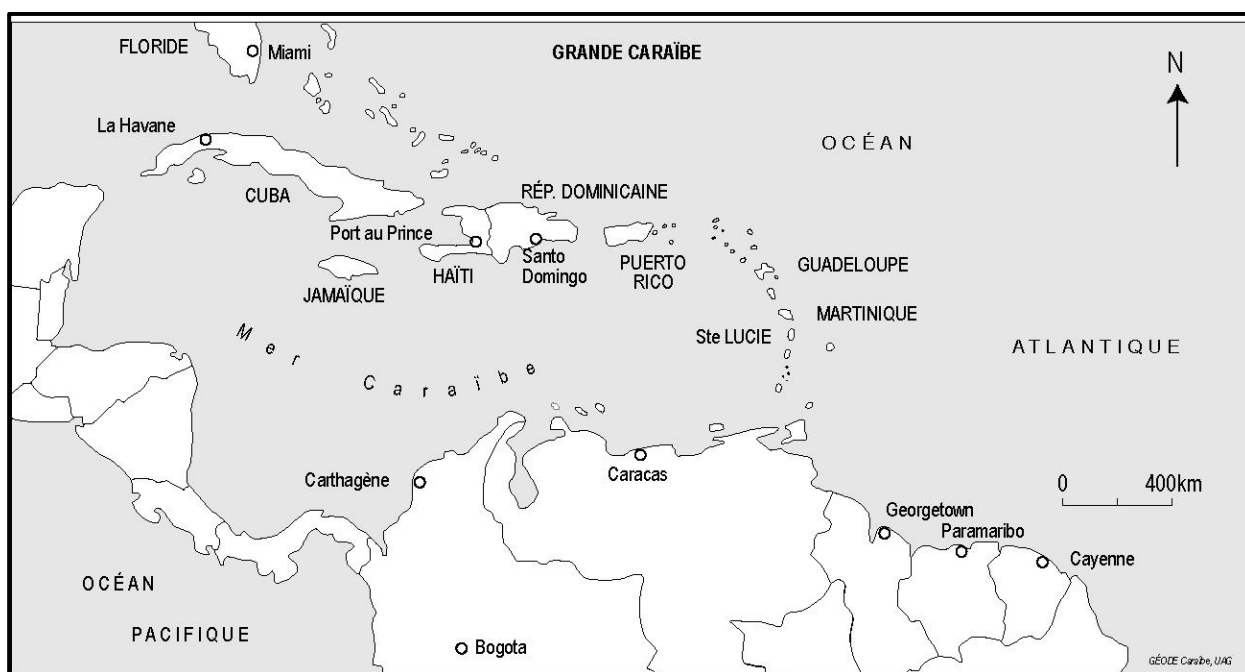 GRANDE CARAÏBE
FLORIDE
Miami
N
La Havane
OCÉAN
CUBA
RÉP. DOMINICAINE
Port au Prince
HAÏTI
Santo
Domingo
PUERTO
RICO
GUADELOUPE
JAMAÏQUE
MARTINIQUE
Ste LUCIE
ATLANTIQUE
Mer Caraïbe
Carthagène
Caracas
0 400km
Georgetown
Paramaribo
Cayenne
OCÉAN
PACIFIQUE
Bogota
GÉODE Caraïbe, UAG